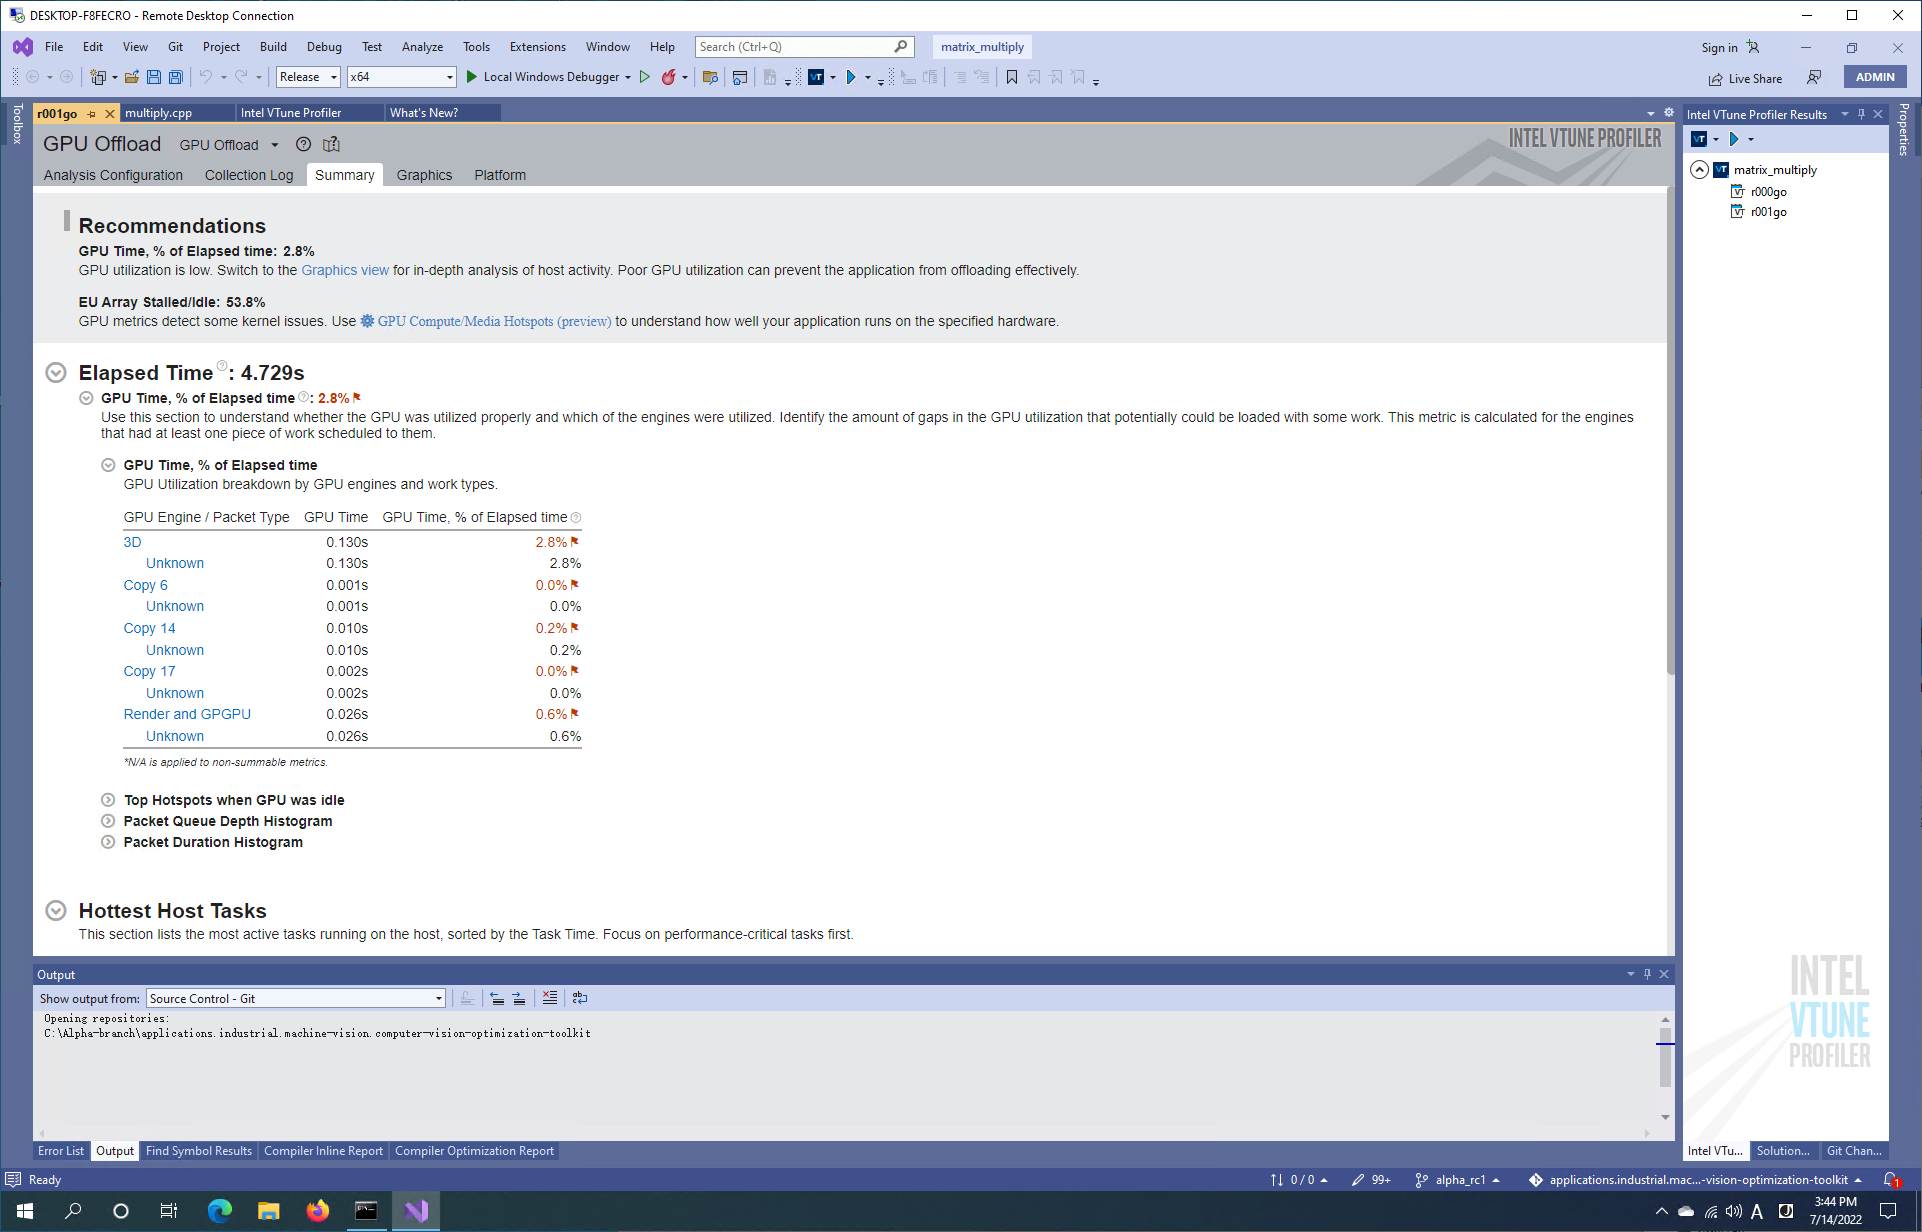 DESKTOP-F8FECRO - Remote Desktop Connection
File Edit View Git Project Build Debug Test Analyze Tools Extensions Window Help Search (Ctrl+Q) matrix_multiply Sign in
Release x64 Local Windows Debugger Live Share ADMIN
Toolbox
r001go multiply.cpp Intel VTune Profiler What's New?
GPU Offload GPU Offload
INTEL VTUNE PROFILER
Analysis Configuration Collection Log Summary Graphics Platform
Recommendations
GPU Time, % of Elapsed time: 2.8%
GPU utilization is low. Switch to the Graphics view for in-depth analysis of host activity. Poor GPU utilization can prevent the application from offloading effectively.
EU Array Stalled/Idle: 53.8%
GPU metrics detect some kernel issues. Use GPU Compute/Media Hotspots (preview) to understand how well your application runs on the specified hardware.
Elapsed Time : 4.729s
GPU Time, % of Elapsed time : 2.8%
Use this section to understand whether the GPU was utilized properly and which of the engines were utilized. Identify the amount of gaps in the GPU utilization that potentially could be loaded with some work. This metric is calculated for the engines
that had at least one piece of work scheduled to them.
GPU Time, % of Elapsed time
GPU Utilization breakdown by GPU engines and work types.
GPU Engine / Packet Type GPU Time GPU Time, % of Elapsed time
3D 0.130s 2.8%
Unknown 0.130s 2.8%
Copy 6 0.001s 0.0%
Unknown 0.001s 0.0%
Copy 14 0.010s 0.2%
Unknown 0.010s 0.2%
Copy 17 0.002s 0.0%
Unknown 0.002s 0.0%
Render and GPGPU 0.026s 0.6%
Unknown 0.026s 0.6%
*N/A is applied to non-summable metrics.
Top Hotspots when GPU was idle
Packet Queue Depth Histogram
Packet Duration Histogram
Hottest Host Tasks
This section lists the most active tasks running on the host, sorted by the Task Time. Focus on performance-critical tasks first.
Intel VTune Profiler Results
Properties
VT
VT matrix_multiply
VT r000go
VT r001go
INTEL
VTUNE
PROFILER
Output
Show output from: Source Control - Git
Opening repositories:
C:\Alpha-branch\applications.industrial.machine-vision.computer-vision-optimization-toolkit
Error List Output Find Symbol Results Compiler Inline Report Compiler Optimization Report
Intel VTu... Solution... Git Chan...
Ready 0 / 0 99+ alpha_rc1 applications.industrial.mac...-vision-optimization-toolkit 1
A 3:44 PM
7/14/2022